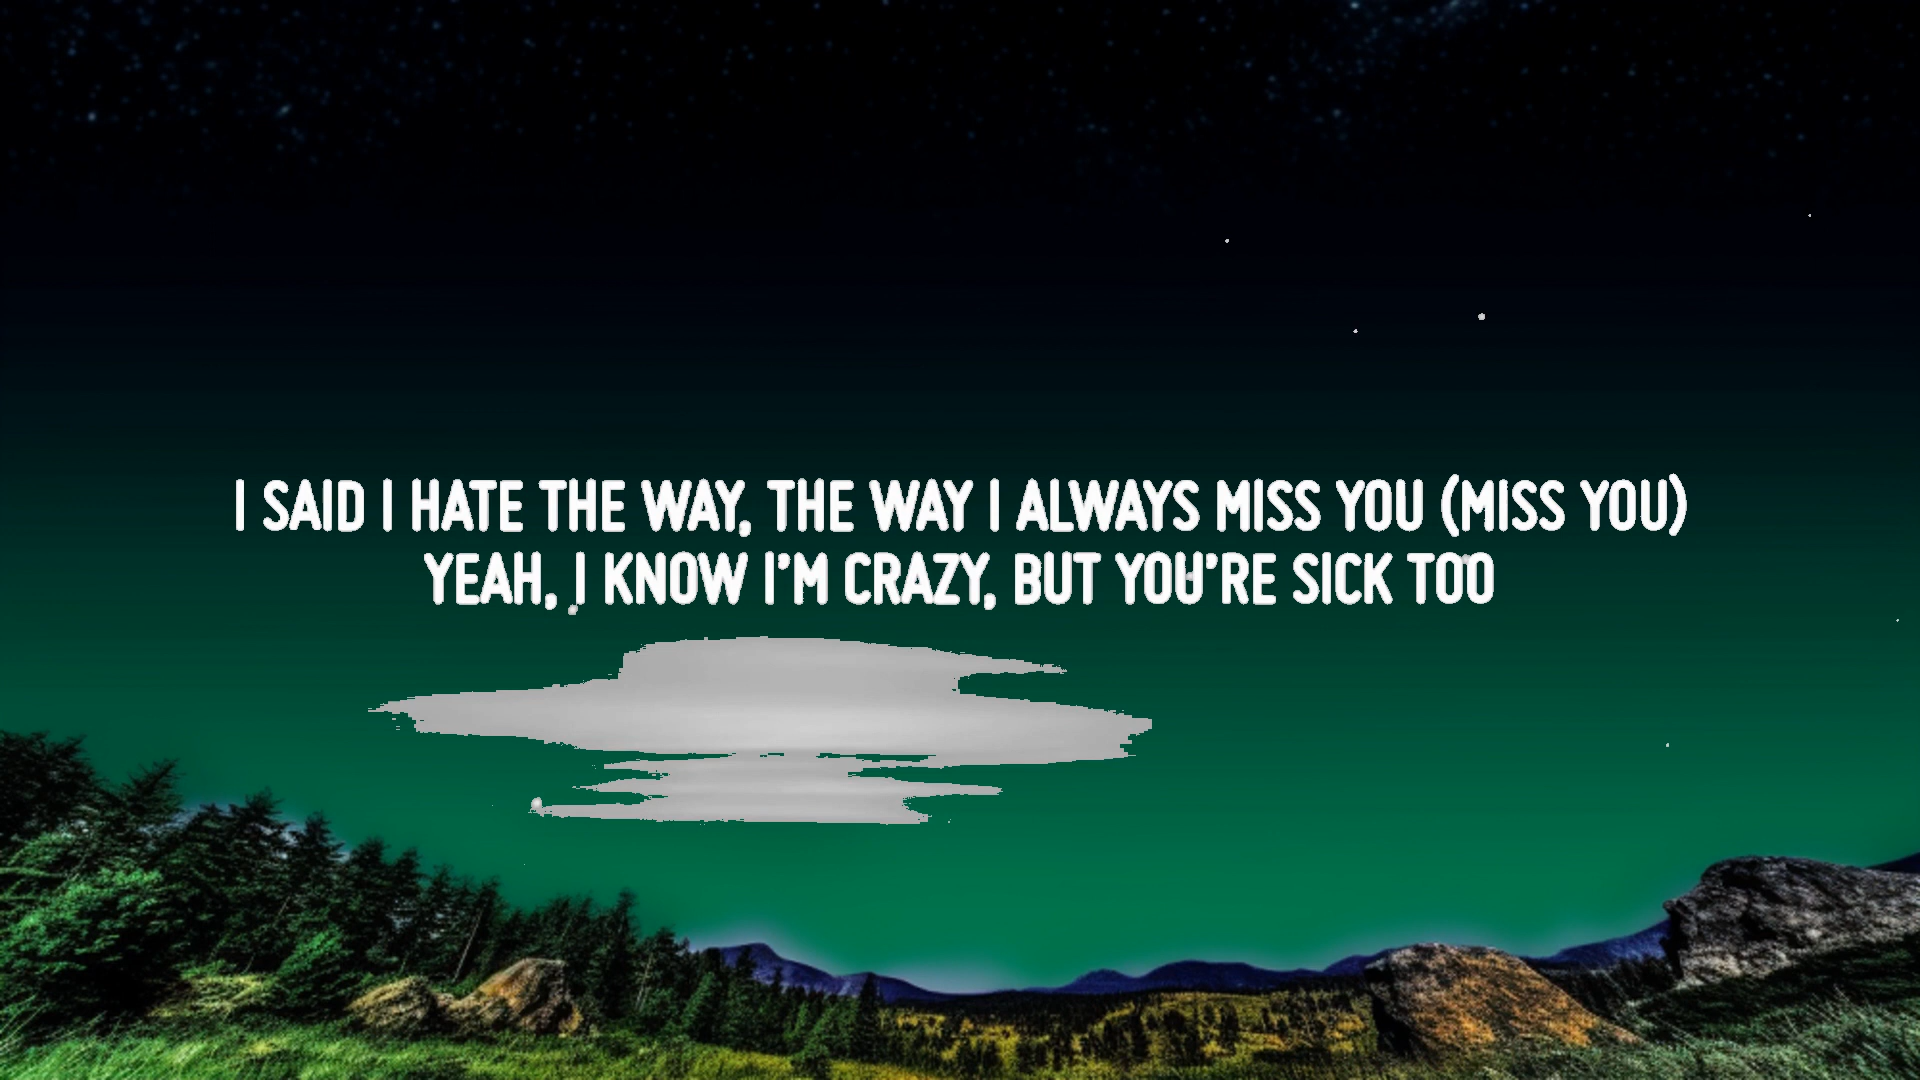 I SAID I HATE THE WAY, THE WAY I ALWAYS MISS YOU (MISS YOU)
YEAH, I KNOW I'M CRAZY, BUT YOU'RE SICK TOO